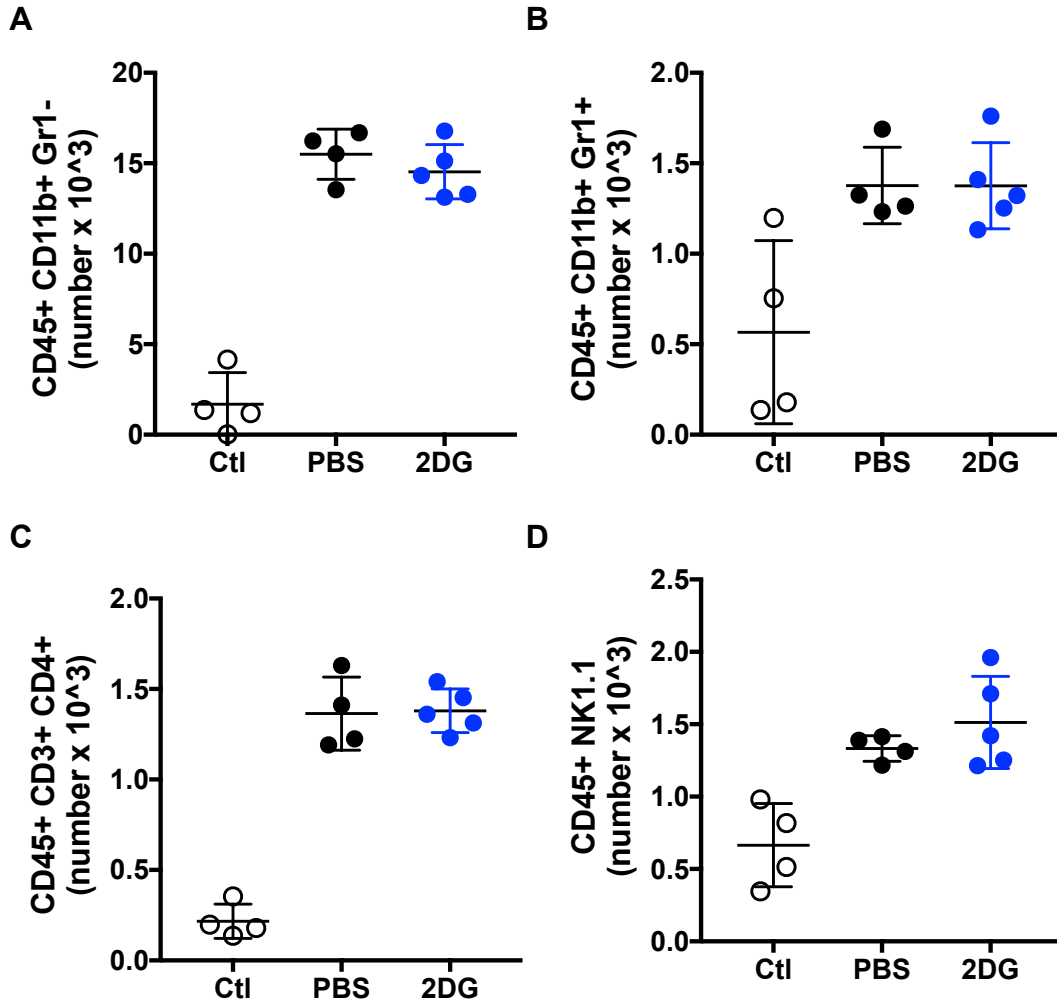 A
CD45+ CD11b+ Gr1-
(number x 10^3)
20
15
10
5
0
Ctl PBS 2DG
B
CD45+ CD11b+ Gr1+
(number x 10^3)
2.0
1.5
1.0
0.5
0.0
Ctl PBS 2DG
C
CD45+ CD3+ CD4+
(number x 10^3)
2.0
1.5
1.0
0.5
0.0
Ctl PBS 2DG
D
CD45+ NK1.1
(number x 10^3)
2.5
2.0
1.5
1.0
0.5
0.0
Ctl PBS 2DG